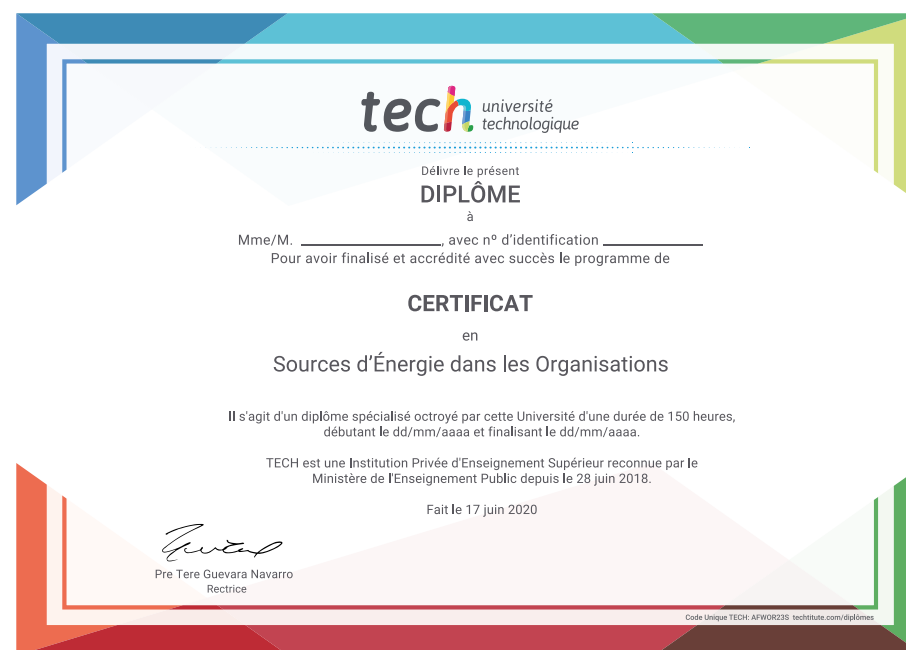 tech université
technologique
Délivre le présent
DIPLÔME
à
Mme/M. ____________________, avec nº d'identification ______________
Pour avoir finalisé et accrédité avec succès le programme de
CERTIFICAT
en
Sources d'Énergie dans les Organisations
Il s'agit d'un diplôme spécialisé octroyé par cette Université d'une durée de 150 heures,
débutant le dd/mm/aaaa et finalisant le dd/mm/aaaa.
TECH est une Institution Privée d'Enseignement Supérieur reconnue par le
Ministère de l'Enseignement Public depuis le 28 juin 2018.
Fait le 17 juin 2020
Pre Tere Guevara Navarro
Rectrice
Code Unique TECH: AFWOR23S techtitute.com/diplômes